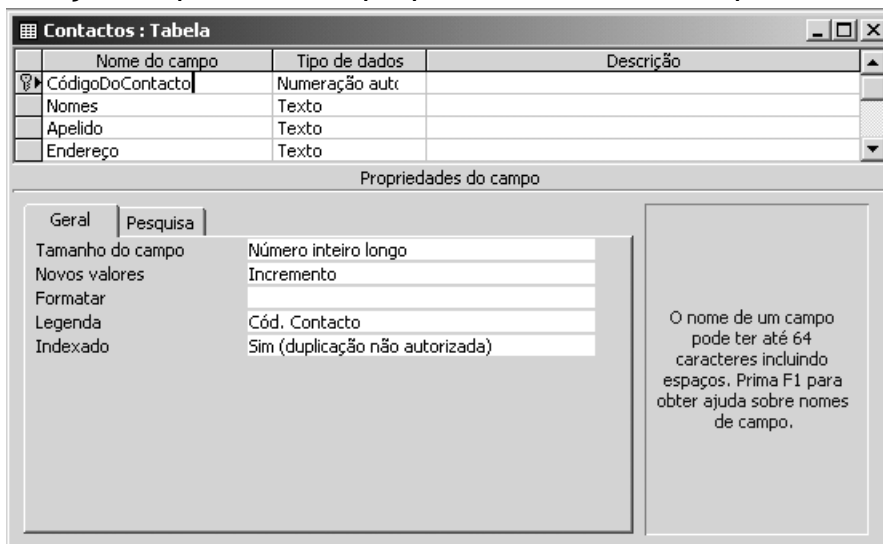 Contactos : Tabela
Nome do campo Tipo de dados Descrição
CódigoDoContacto Numeração auto
Nomes Texto
Apelido Texto
Endereço Texto
Propriedades do campo
Geral Pesquisa
Tamanho do campo Número inteiro longo
Novos valores Incremento
Formatar
Legenda Cód. Contacto
Indexado Sim (duplicação não autorizada)
O nome de um campo
pode ter até 64
caracteres incluindo
espaços. Prima F1 para
obter ajuda sobre nomes
de campo.